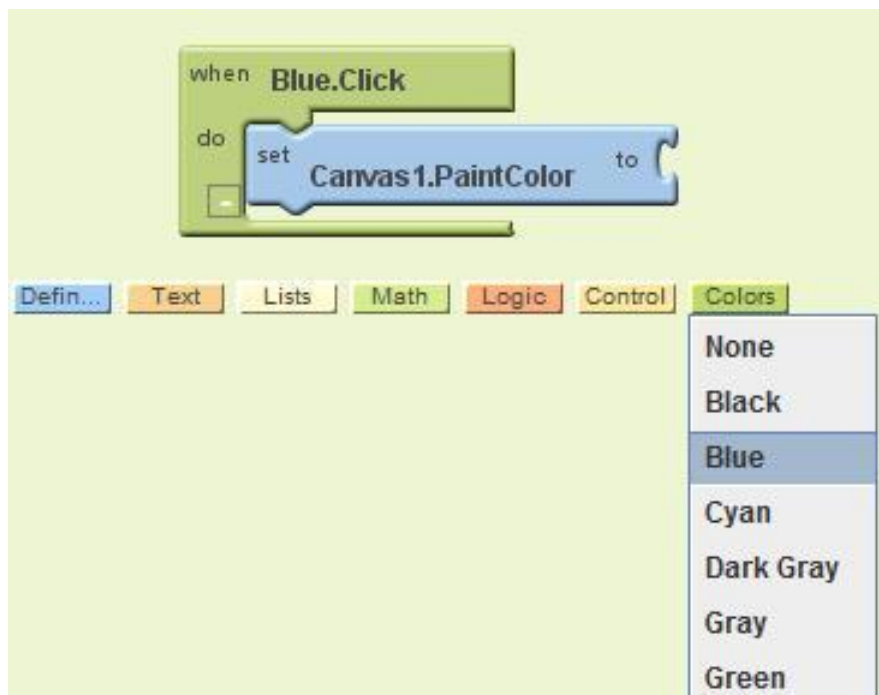 when Blue.Click
do set Canvas1.PaintColor to
-
Defin... Text Lists Math Logic Control Colors
None
Black
Blue
Cyan
Dark Gray
Gray
Green